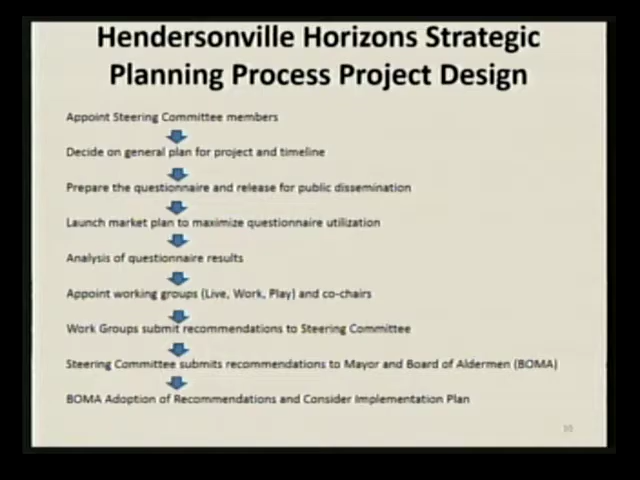 Hendersonville Horizons Strategic
Planning Process Project Design
Appoint Steering Committee members
Decide on general plan for project and timeline
Prepare the questionnaire and release for public dissemination
Launch market plan to maximize questionnaire utilization
Analysis of questionnaire results
Appoint working groups (Live, Work, Play) and co-chairs
Work Groups submit recommendations to Steering Committee
Steering Committee submits recommendations to Mayor and Board of Aldermen (BOMA)
BOMA Adoption of Recommendations and Consider Implementation Plan